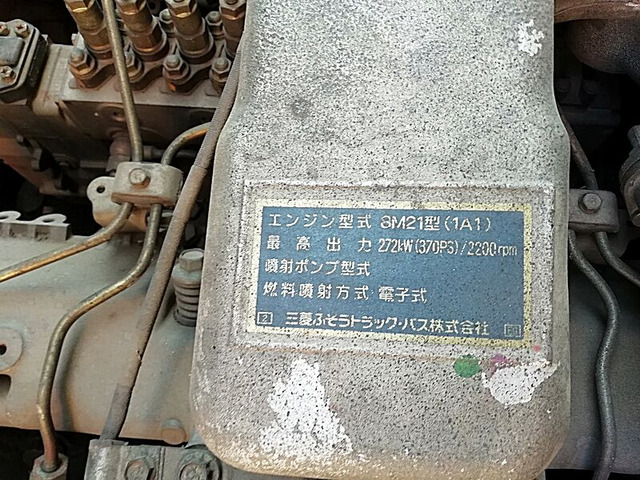 エンジン型式 8M21型(1A1)
最高出力 272kW(370PS)/2200rpm
噴射ポンプ型式
燃料噴射方式 電子式
2 三菱ふそうトラック・バス株式会社